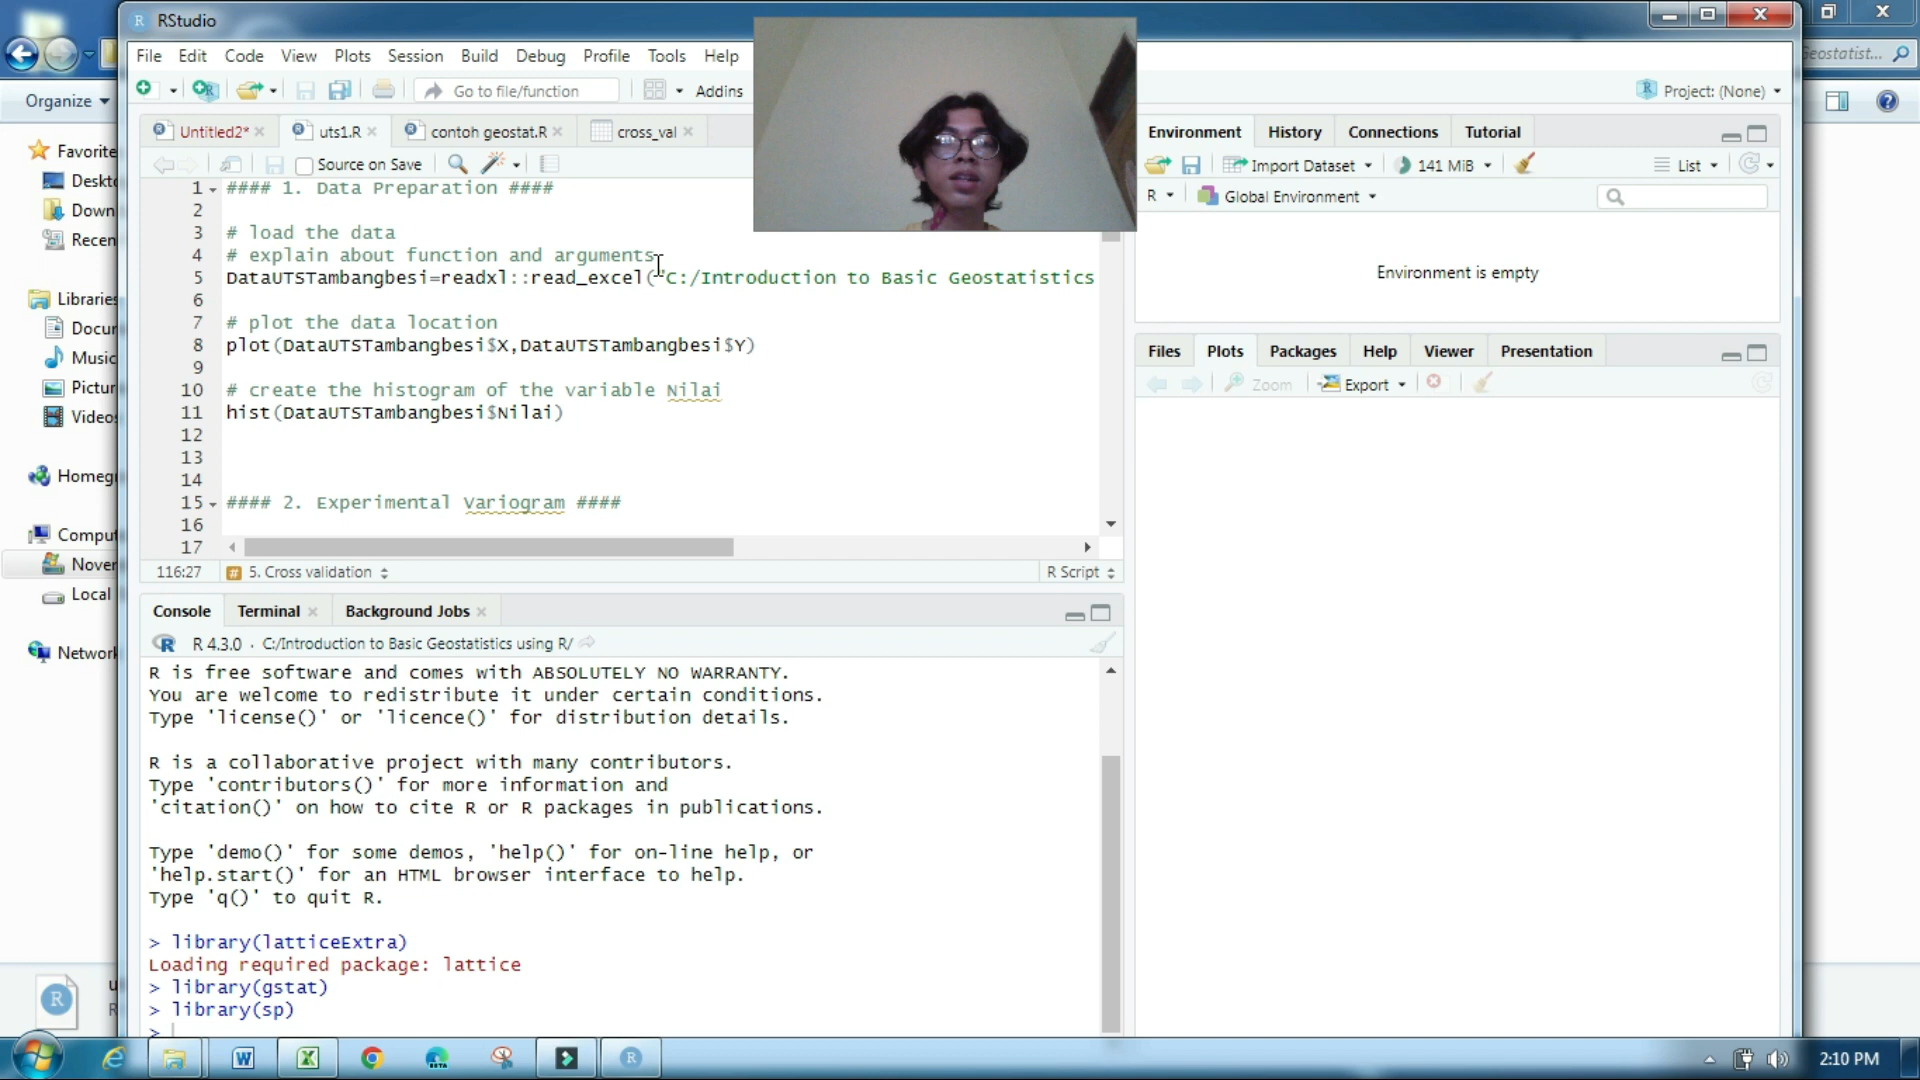 RStudio
File Edit Code View Plots Session Build Debug Profile Tools Help
Go to file/function Addins
Project: (None)
Untitled2* uts1.R contoh geostat.R cross_val
Source on Save
1 #### 1. Data Preparation ####
2
3 # load the data
4 # explain about function and arguments
5 DataUTSTambangbesi=readxl::read_excel("C:/Introduction to Basic Geostatistics
6
7 # plot the data location
8 plot(DataUTSTambangbesi$X,DataUTSTambangbesi$Y)
9
10 # create the histogram of the variable Nilai
11 hist(DataUTSTambangbesi$Nilai)
12
13
14
15 #### 2. Experimental Variogram ####
16
17
116:27 # 5. Cross validation R Script
Console Terminal Background Jobs
R 4.3.0 · C:/Introduction to Basic Geostatistics using R/
R is free software and comes with ABSOLUTELY NO WARRANTY.
You are welcome to redistribute it under certain conditions.
Type 'license()' or 'licence()' for distribution details.
R is a collaborative project with many contributors.
Type 'contributors()' for more information and
'citation()' on how to cite R or R packages in publications.
Type 'demo()' for some demos, 'help()' for on-line help, or
'help.start()' for an HTML browser interface to help.
Type 'q()' to quit R.
> library(latticeExtra)
Loading required package: lattice
> library(gstat)
> library(sp)
>
Environment History Connections Tutorial
Import Dataset 141 MiB List
R Global Environment
Environment is empty
Files Plots Packages Help Viewer Presentation
Zoom Export
Organize
Favorite
Deskt
Down
Recen
Libraries
Docu
Music
Pictur
Videos
Homeg
Comput
Nover
Local
Network
eostatist...
2:10 PM